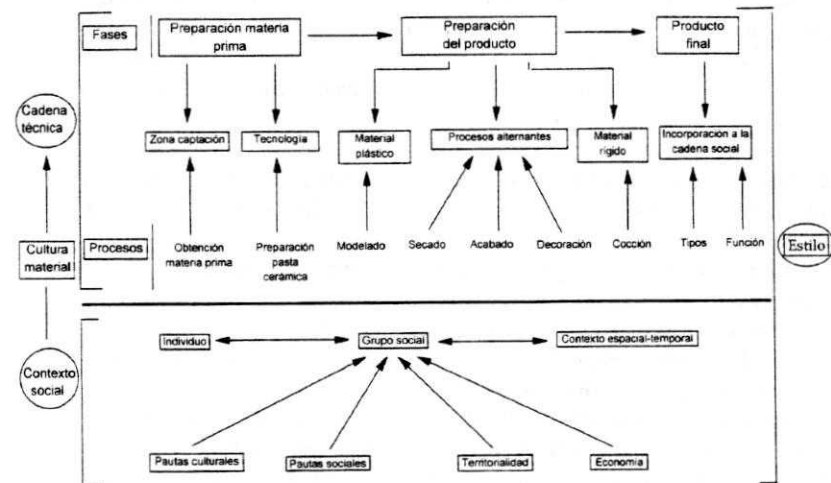 Fases
Preparación materia
prima
Preparación
del producto
Producto
final
Cadena
técnica
Zona captación
Tecnología
Material
plástico
Procesos alternantes
Material
rígido
Incorporación a la
cadena social
Cultura
material
Procesos
Obtención
materia prima
Preparación
pasta
cerámica
Modelado
Secado
Acabado
Decoración
Cocción
Tipos
Función
Estilo
Contexto
social
Individuo
Grupo social
Contexto espacial-temporal
Pautas culturales
Pautas sociales
Territorialidad
Economía